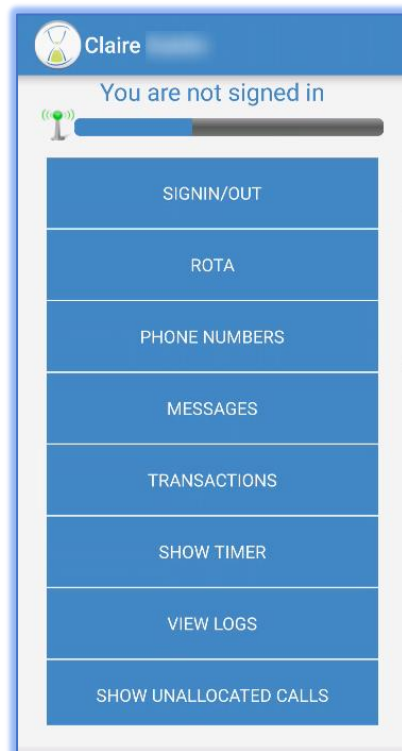 Claire
You are not signed in
SIGNIN/OUT
ROTA
PHONE NUMBERS
MESSAGES
TRANSACTIONS
SHOW TIMER
VIEW LOGS
SHOW UNALLOCATED CALLS